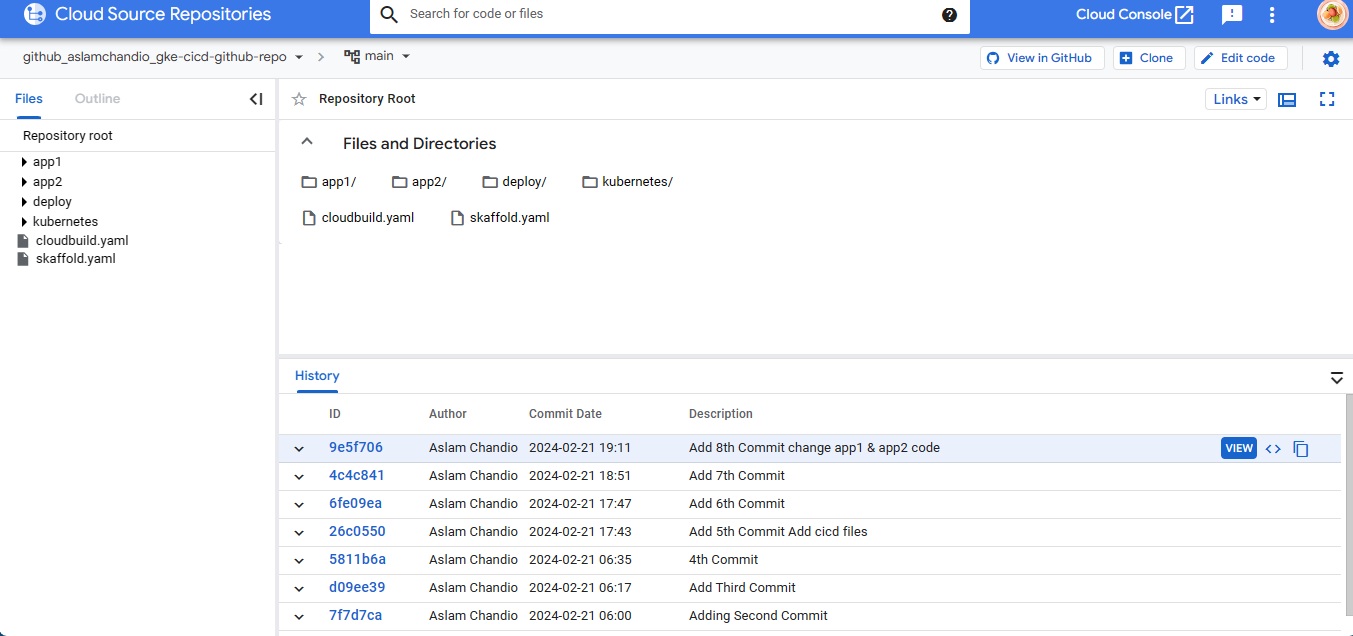 Cloud Source Repositories
Search for code or files
?
Cloud Console
!
github_aslamchandio_gke-cicd-github-repo
main
View in GitHub
Clone
Edit code
Files
Outline
Repository root
app1
app2
deploy
kubernetes
cloudbuild.yaml
skaffold.yaml
Repository Root
Links
Files and Directories
app1/ app2/ deploy/ kubernetes/
cloudbuild.yaml skaffold.yaml
History
ID Author Commit Date Description
9e5f706 Aslam Chandio 2024-02-21 19:11 Add 8th Commit change app1 & app2 code VIEW <>
4c4c841 Aslam Chandio 2024-02-21 18:51 Add 7th Commit
6fe09ea Aslam Chandio 2024-02-21 17:47 Add 6th Commit
26c0550 Aslam Chandio 2024-02-21 17:43 Add 5th Commit Add cicd files
5811b6a Aslam Chandio 2024-02-21 06:35 4th Commit
d09ee39 Aslam Chandio 2024-02-21 06:17 Add Third Commit
7f7d7ca Aslam Chandio 2024-02-21 06:00 Adding Second Commit